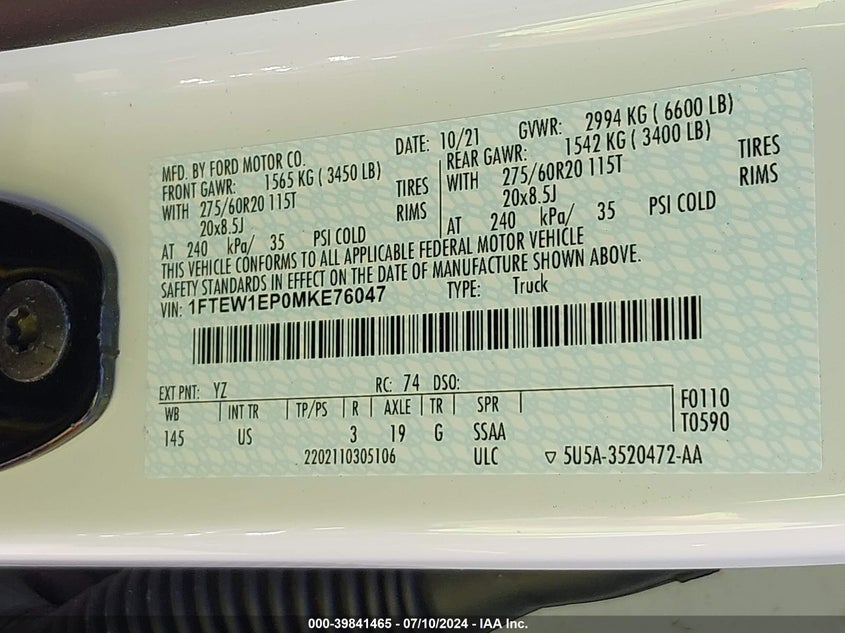 MFD. BY FORD MOTOR CO. DATE: 10/21 GVWR: 2994 KG ( 6600 LB)
FRONT GAWR: 1565 KG ( 3450 LB) REAR GAWR: 1542 KG ( 3400 LB)
WITH 275/60R20 115T TIRES WITH 275/60R20 115T TIRES
20x8.5J RIMS 20x8.5J RIMS
AT 240 kPa/ 35 PSI COLD AT 240 kPa/ 35 PSI COLD
THIS VEHICLE CONFORMS TO ALL APPLICABLE FEDERAL MOTOR VEHICLE
SAFETY STANDARDS IN EFFECT ON THE DATE OF MANUFACTURE SHOWN ABOVE.
VIN: 1FTEW1EP0MKE76047 TYPE: Truck
EXT PNT: YZ RC: 74 DSO:
WB INT TR TP/PS R AXLE TR SPR F0110
145 US 3 19 G SSAA T0590
2202110305106 ULC ▽ 5U5A-3520472-AA
000-39841465 - 07/10/2024 - IAA Inc.